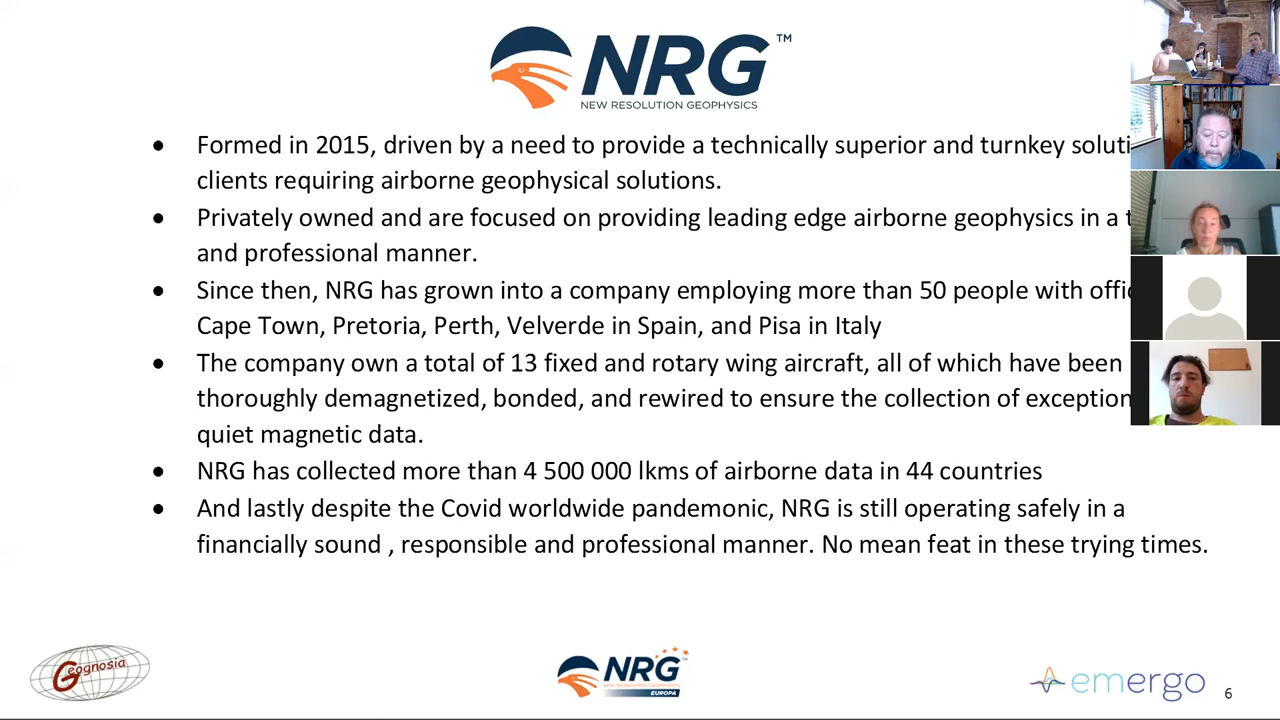 NRG™
NEW RESOLUTION GEOPHYSICS
• Formed in 2015, driven by a need to provide a technically superior and turnkey
clients requiring airborne geophysical solutions.
• Privately owned and are focused on providing leading edge airborne geophysics in a
and professional manner.
• Since then, NRG has grown into a company employing more than 50 people with
Cape Town, Pretoria, Perth, Velverde in Spain, and Pisa in Italy
• The company own a total of 13 fixed and rotary wing aircraft, all of which have been
thoroughly demagnetized, bonded, and rewired to ensure the collection of
quiet magnetic data.
• NRG has collected more than 4 500 000 lkms of airborne data in 44 countries
• And lastly despite the Covid worldwide pandemonic, NRG is still operating safely in a
financially sound , responsible and professional manner. No mean feat in these trying times.
Geognosia
NRG™
NEW RESOLUTION GEOPHYSICS
EUROPA
emergo
6